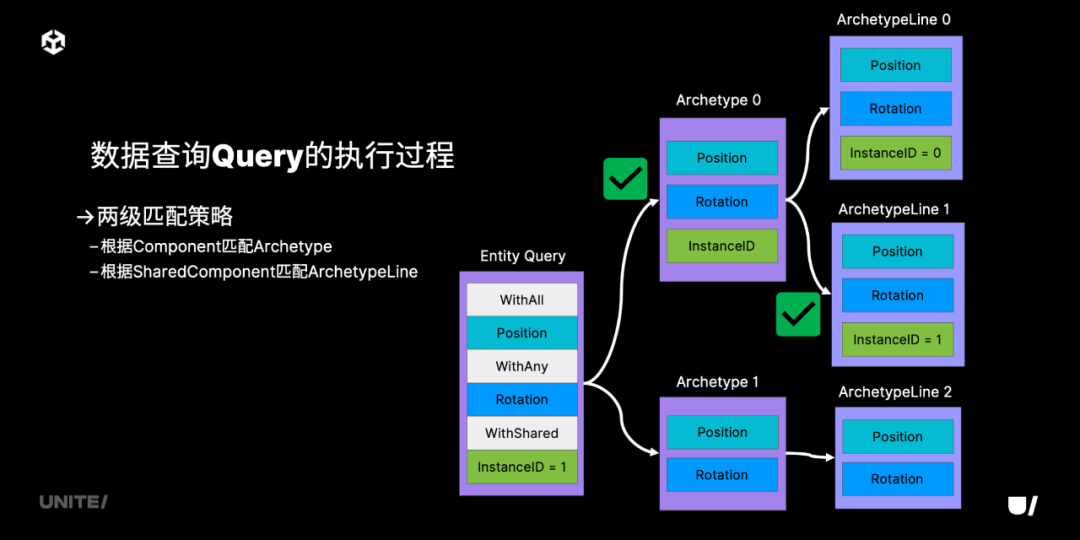 数据查询Query的执行过程
→两级匹配策略
–根据Component匹配Archetype
–根据SharedComponent匹配ArchetypeLine
Entity Query
WithAll
Position
WithAny
Rotation
WithShared
InstanceID = 1
Archetype 0
Position
Rotation
InstanceID
Archetype 1
Position
Rotation
ArchetypeLine 0
Position
Rotation
InstanceID = 0
ArchetypeLine 1
Position
Rotation
InstanceID = 1
ArchetypeLine 2
Position
Rotation
UNITE/
U/